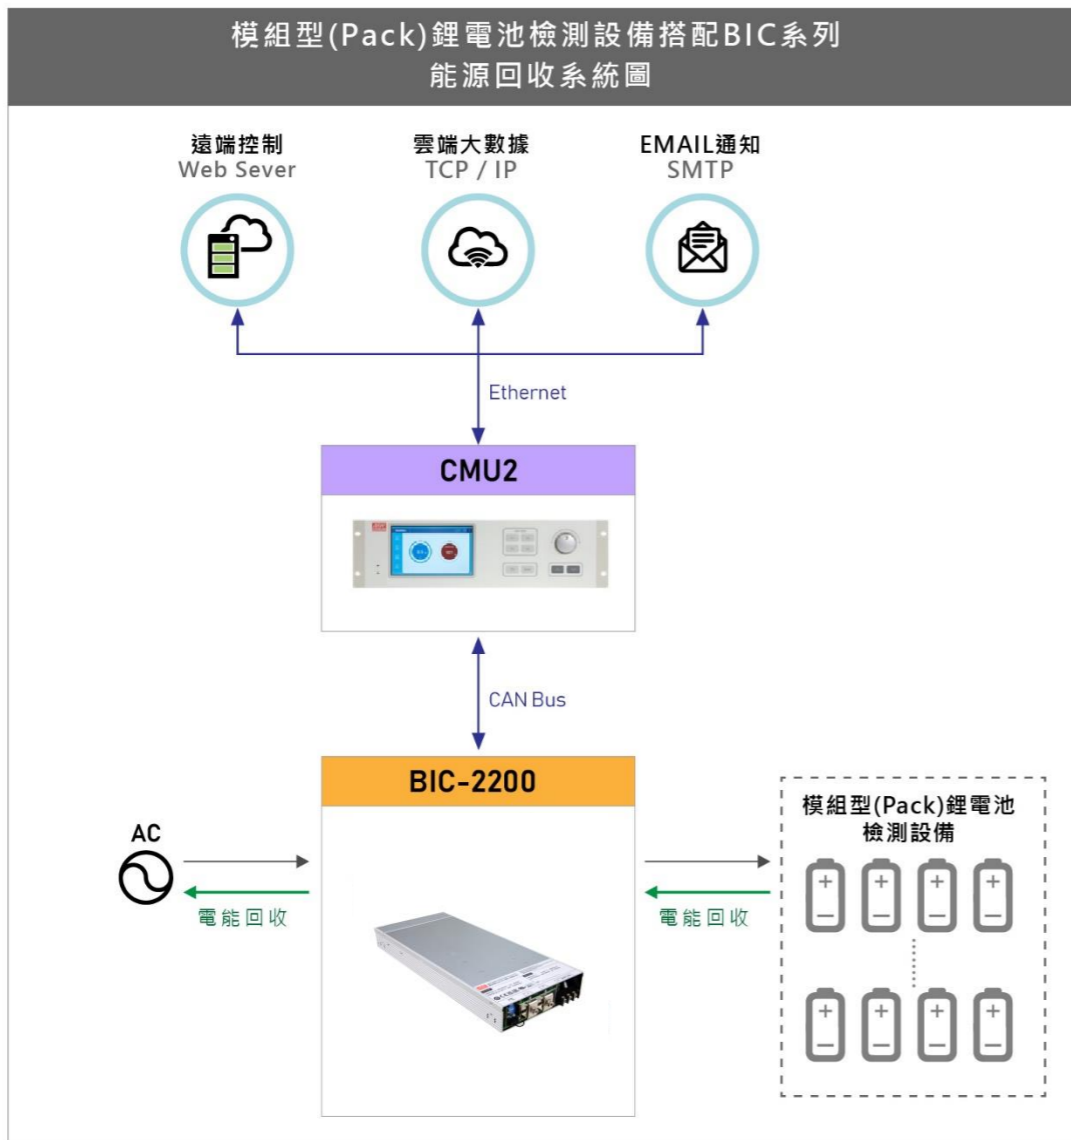 模組型(Pack)鋰電池檢測設備搭配BIC系列
能源回收系統圖
遠端控制
Web Sever
雲端大數據
TCP / IP
EMAIL通知
SMTP
Ethernet
CMU2
CAN Bus
BIC-2200
AC
電能回收
電能回收
模組型(Pack)鋰電池
檢測設備